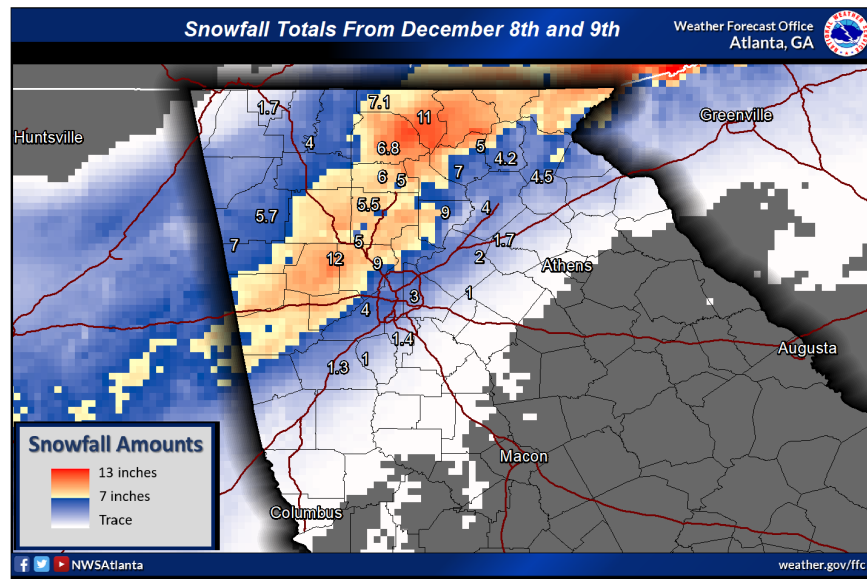 Snowfall Totals From December 8th and 9th
Weather Forecast Office
Atlanta, GA
7.1
1.7
11
Greenville
Huntsville
4
6.8
5
4.2
7
6
5
4.5
5.5
9
4
5.7
7
5
1.7
12
9
2
Athens
3
1
4
1.4
Augusta
1.3
1
Snowfall Amounts
13 inches
7 inches
Trace
Macon
Columbus
NWSAtlanta
weather.gov/ffc